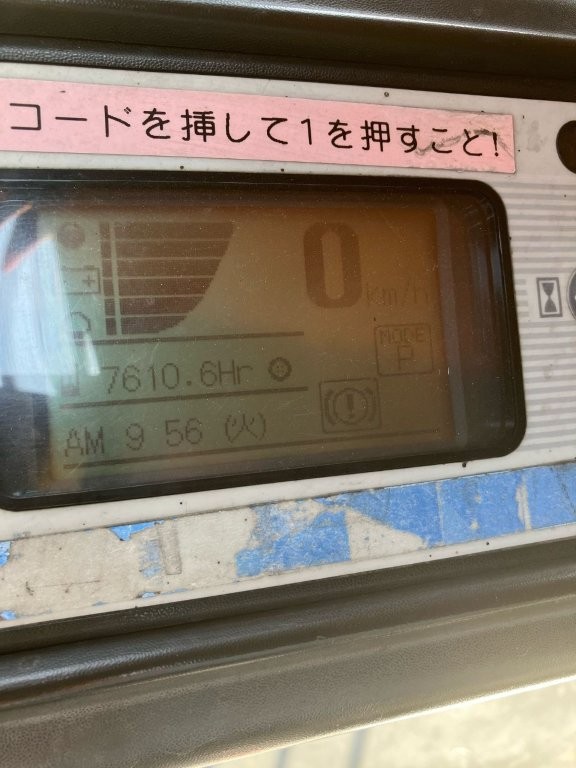 コードを挿して1を押すこと!
0 km/h
MODE
P
7610.6Hr
AM 9 56 (火)